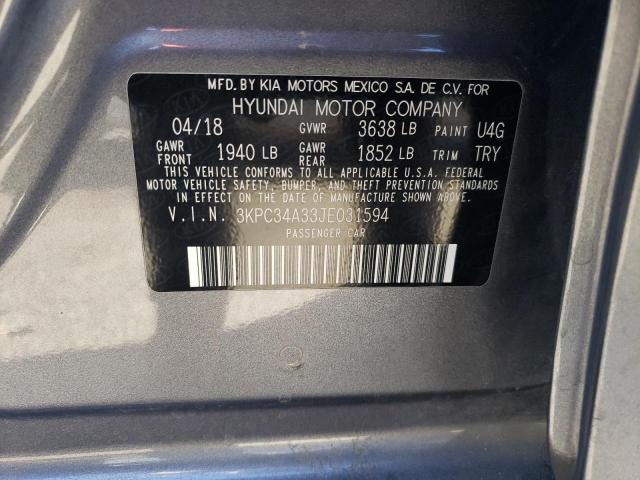 MFD. BY KIA MOTORS MEXICO S.A. DE C.V. FOR
HYUNDAI MOTOR COMPANY
04/18 GVWR 3638 LB PAINT U4G
GAWR FRONT 1940 LB GAWR REAR 1852 LB TRIM TRY
THIS VEHICLE CONFORMS TO ALL APPLICABLE U.S.A. FEDERAL
MOTOR VEHICLE SAFETY, BUMPER, AND THEFT PREVENTION STANDARDS
IN EFFECT ON THE DATE OF MANUFACTURE SHOWN ABOVE.
V.I.N. 3KPC34A33JE031594
PASSENGER CAR